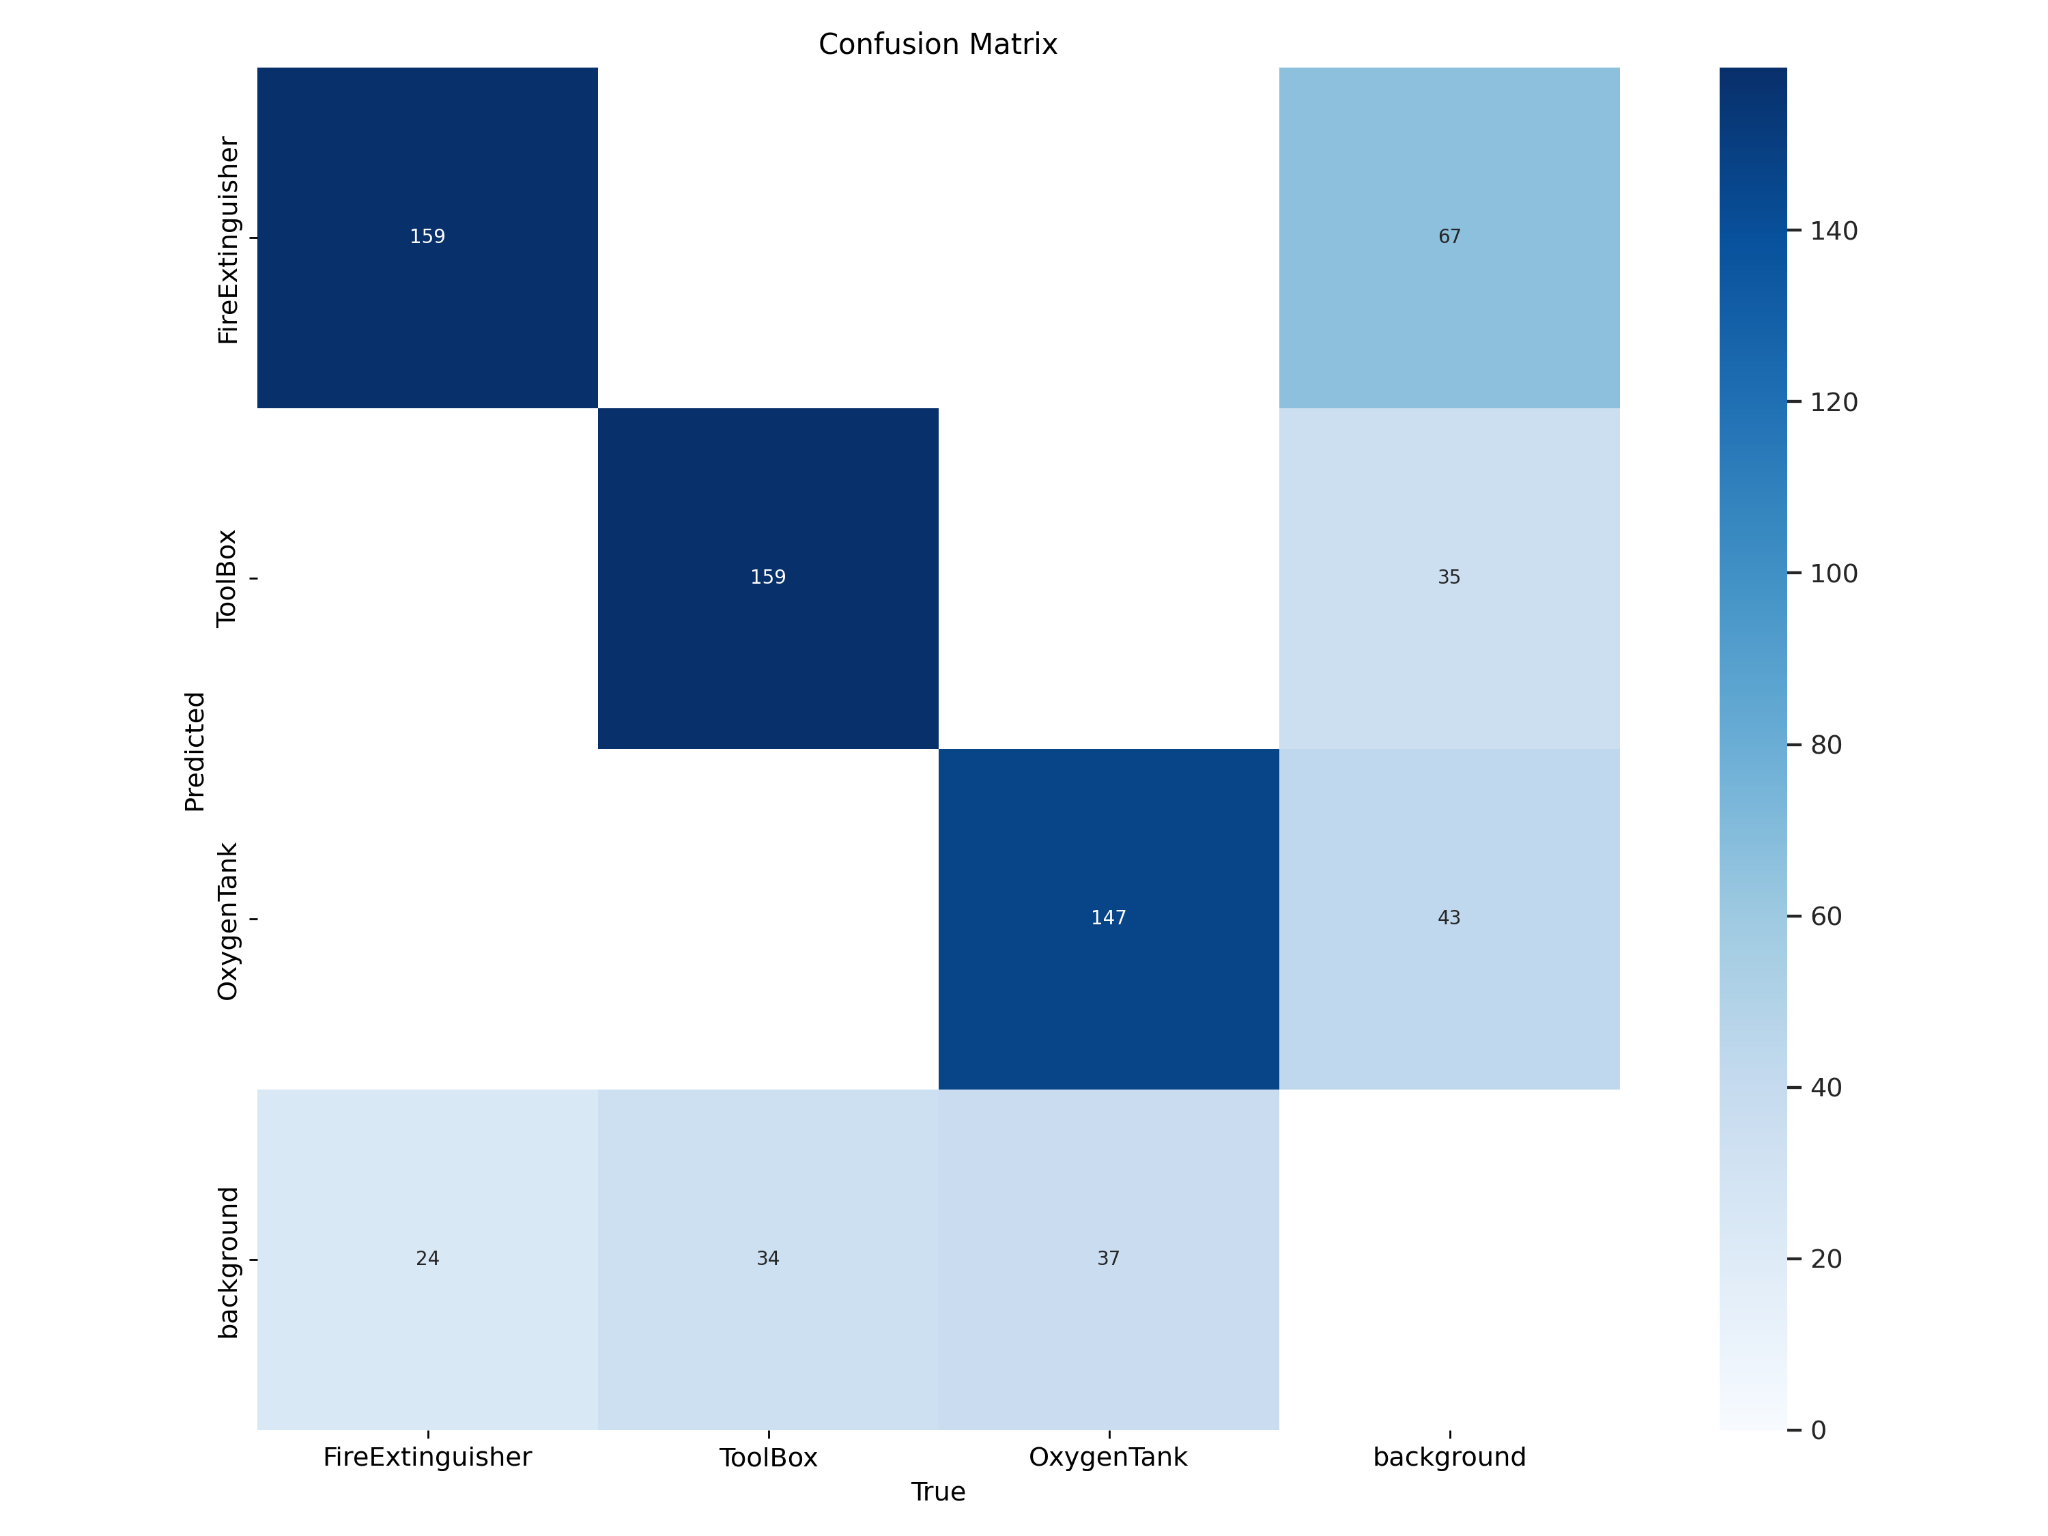 Confusion Matrix
FireExtinguisher
159
67
140
120
ToolBox
159
35
100
80
Predicted
OxygenTank
147
43
60
40
background
24
34
37
20
0
FireExtinguisher
ToolBox
OxygenTank
background
True